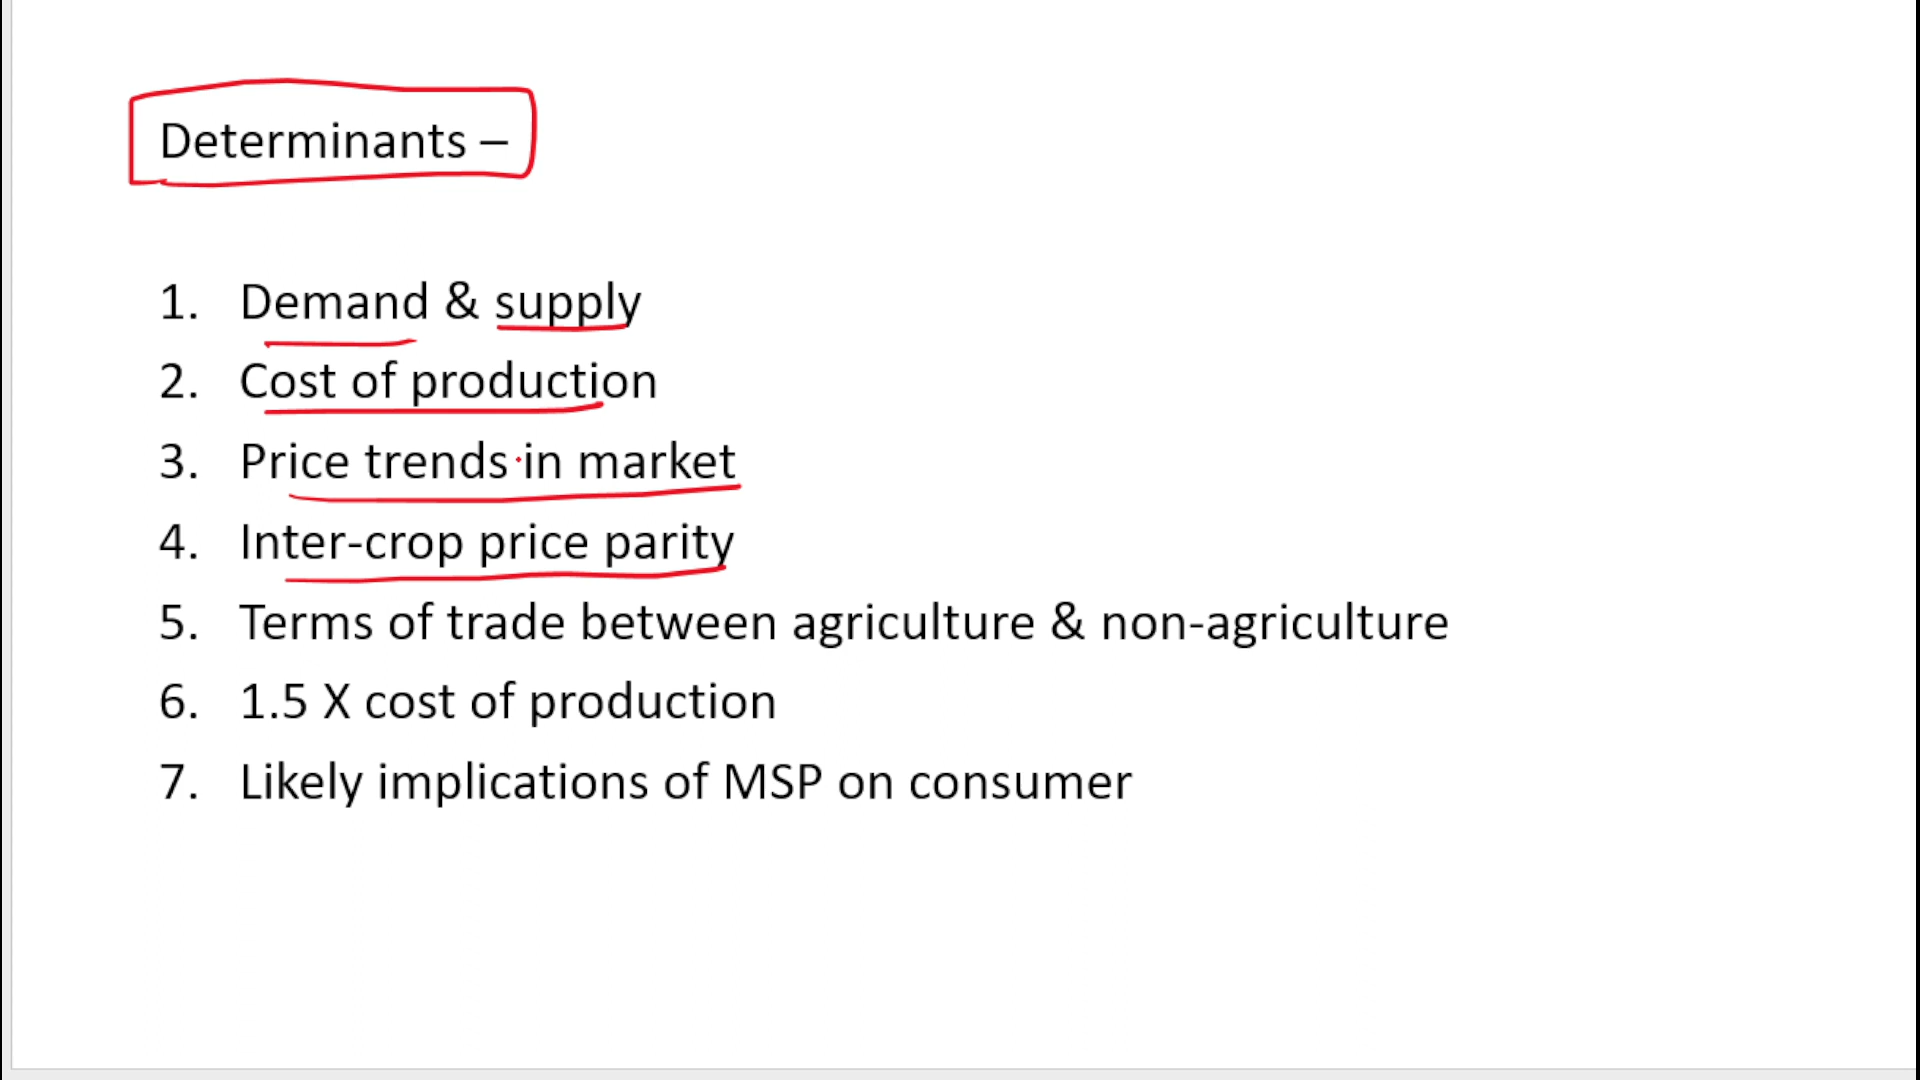 Determinants –
1. Demand & supply
2. Cost of production
3. Price trends in market
4. Inter-crop price parity
5. Terms of trade between agriculture & non-agriculture
6. 1.5 X cost of production
7. Likely implications of MSP on consumer